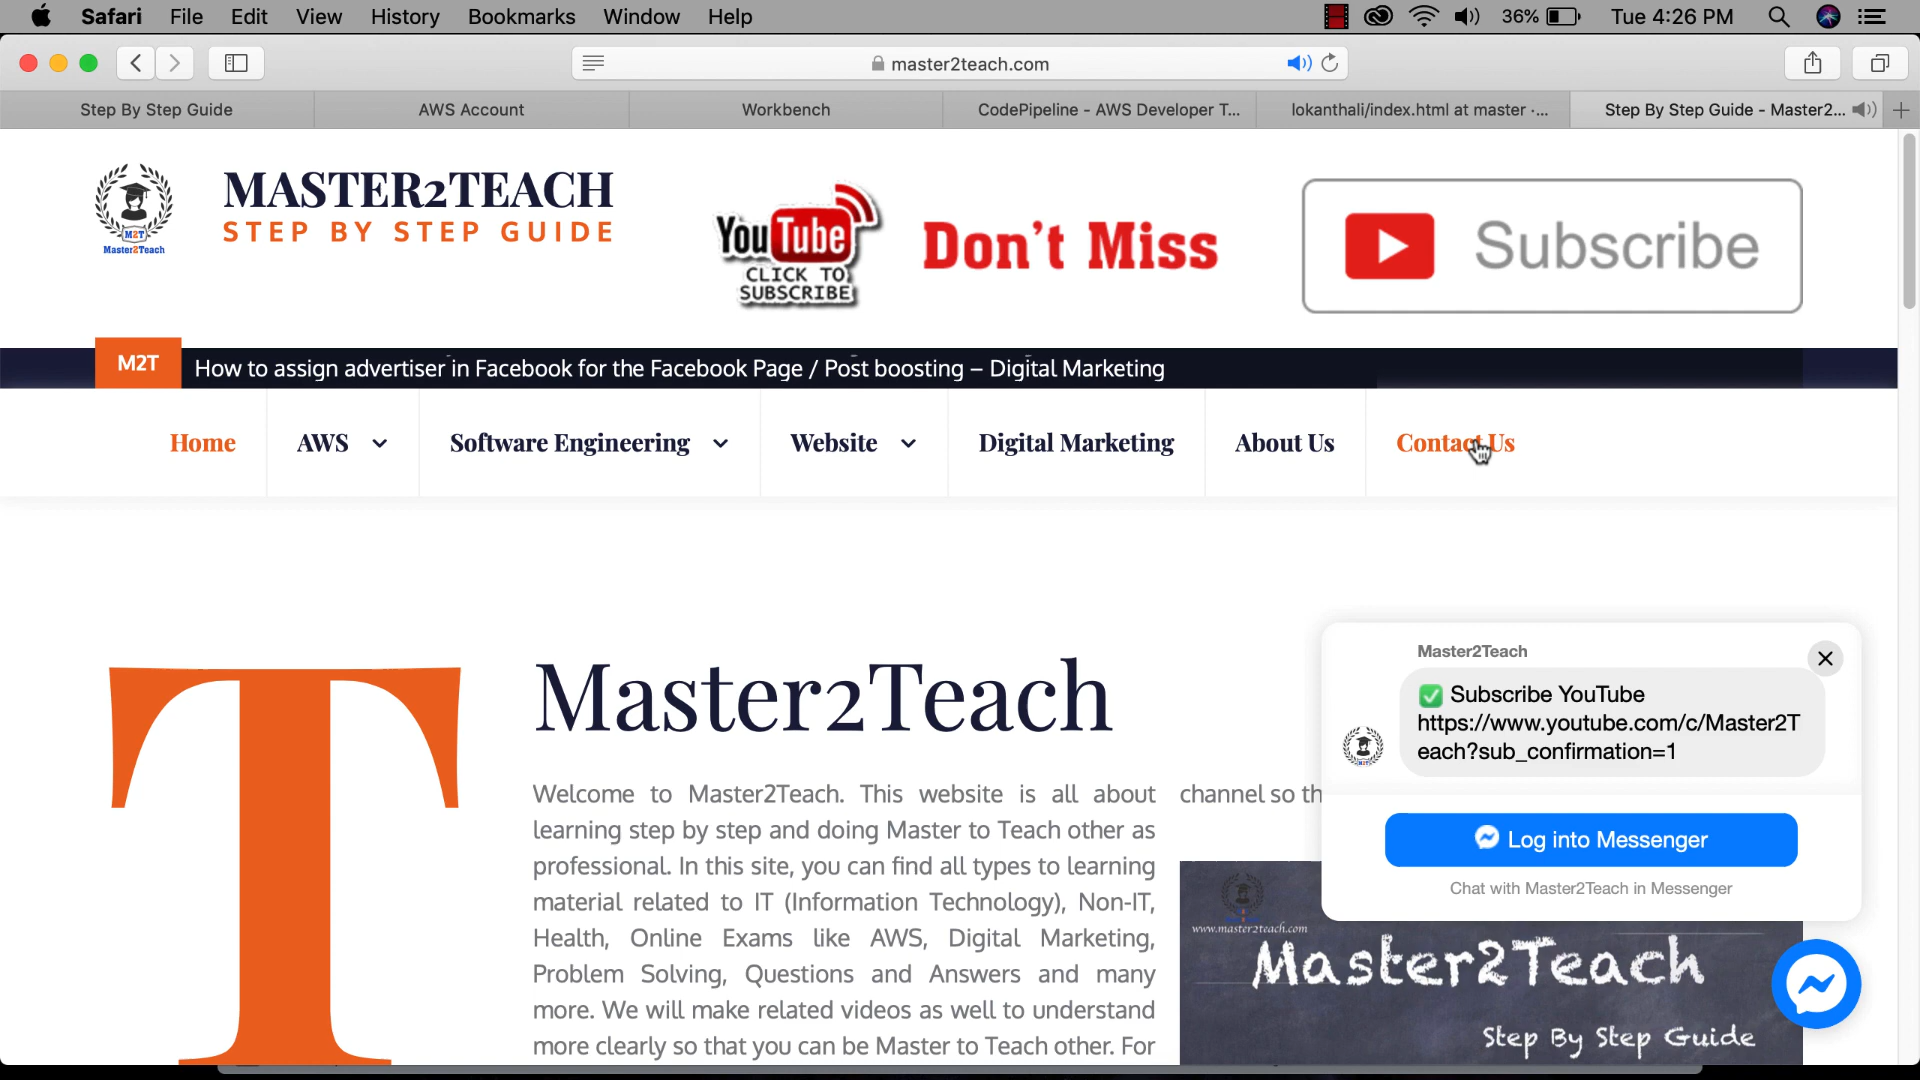 Safari File Edit View History Bookmarks Window Help 36% Tue 4:26 PM
master2teach.com
Step By Step Guide AWS Account Workbench CodePipeline - AWS Developer T... lokanthali/index.html at master ·... Step By Step Guide - Master2...
MASTER2TEACH
STEP BY STEP GUIDE
M2T
Master2Teach
YouTube
CLICK TO
SUBSCRIBE
Don't Miss
Subscribe
M2T How to assign advertiser in Facebook for the Facebook Page / Post boosting – Digital Marketing
Home AWS Software Engineering Website Digital Marketing About Us Contact Us
T
Master2Teach
Welcome to Master2Teach. This website is all about
learning step by step and doing Master to Teach other as
professional. In this site, you can find all types to learning
material related to IT (Information Technology), Non-IT,
Health, Online Exams like AWS, Digital Marketing,
Problem Solving, Questions and Answers and many
more. We will make related videos as well to understand
more clearly so that you can be Master to Teach other. For
channel so th
www.master2teach.com
Master2Teach
Step By Step Guide
Master2Teach
✅ Subscribe YouTube
https://www.youtube.com/c/Master2T
each?sub_confirmation=1
Log into Messenger
Chat with Master2Teach in Messenger